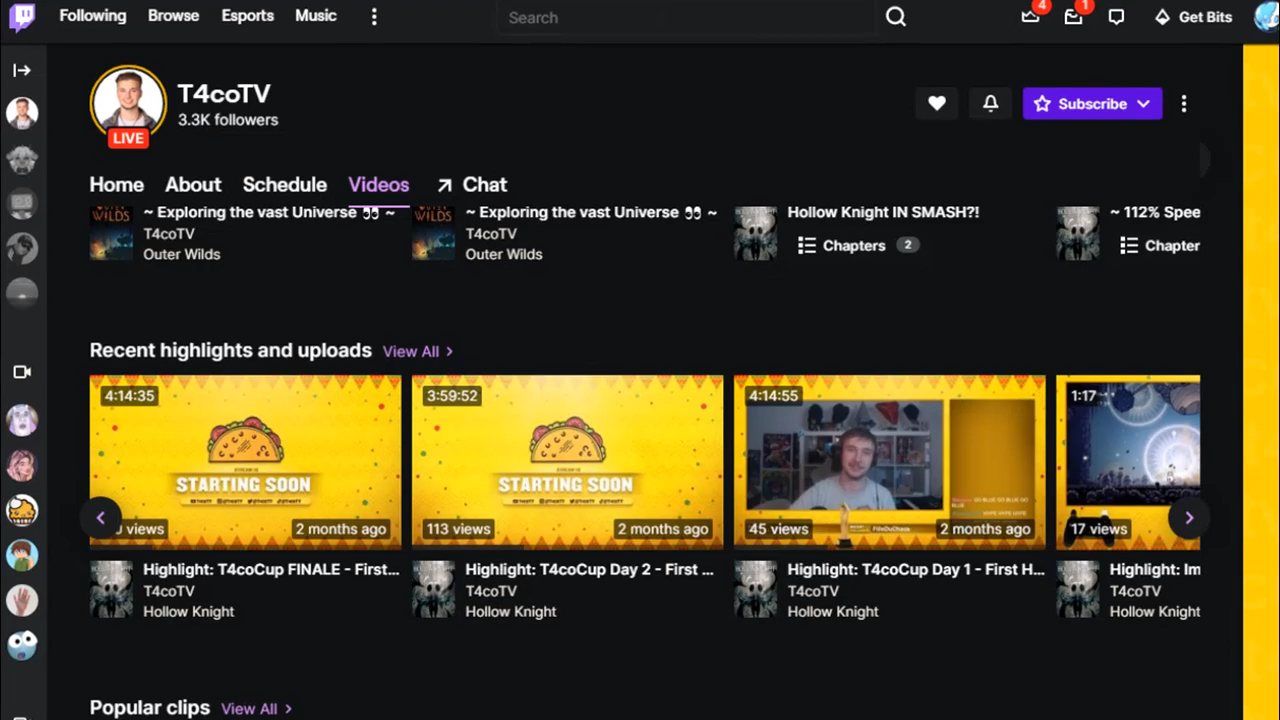 Following Browse Esports Music
Search
4
1
Get Bits
T4coTV
3.3K followers
LIVE
Subscribe
Home About Schedule Videos Chat
~ Exploring the vast Universe 👀 ~
T4coTV
Outer Wilds
~ Exploring the vast Universe 👀 ~
T4coTV
Outer Wilds
Hollow Knight IN SMASH?!
Chapters 2
~ 112% Spee
Chapter
Recent highlights and uploads View All
4:14:35
STARTING SOON
views
2 months ago
3:59:52
STARTING SOON
113 views
2 months ago
4:14:55
45 views
2 months ago
1:17
17 views
Highlight: T4coCup FINALE - First...
T4coTV
Hollow Knight
Highlight: T4coCup Day 2 - First ...
T4coTV
Hollow Knight
Highlight: T4coCup Day 1 - First H...
T4coTV
Hollow Knight
Highlight: Im
T4coTV
Hollow Knight
Popular clips View All